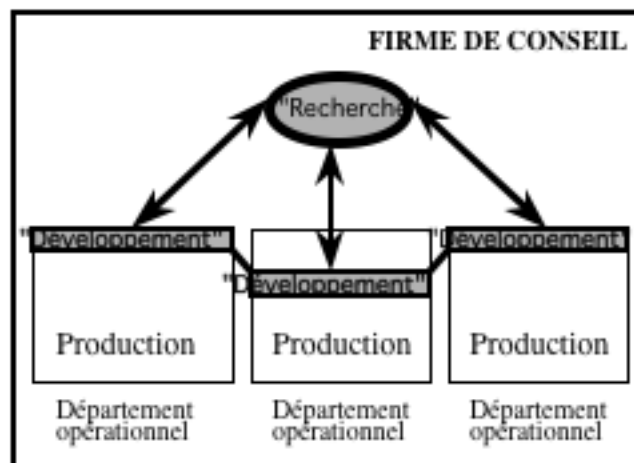 FIRME DE CONSEIL
"Recherche"
"Développement"
"Développement"
"Développement"
Production
Production
Production
Département
opérationnel
Département
opérationnel
Département
opérationnel